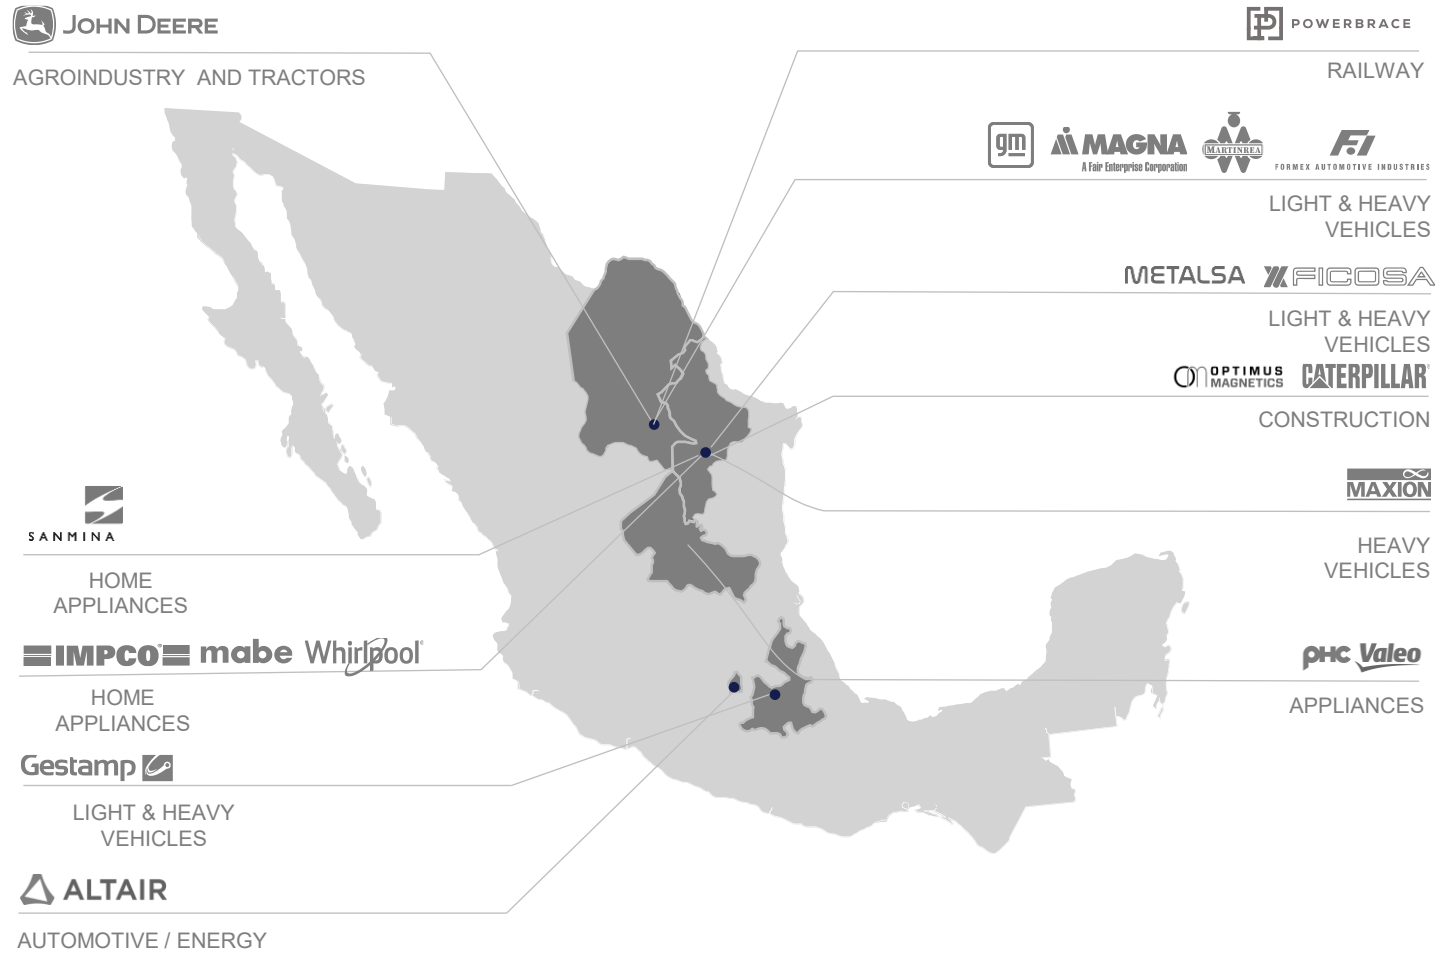 JOHN DEERE
AGROINDUSTRY AND TRACTORS
POWERBRACE
RAILWAY
gm MAGNA MARTINREA FI
A Fair Enterprise Corporation
FORMEX AUTOMOTIVE INDUSTRIES
LIGHT & HEAVY
VEHICLES
METALSA FICOSA
LIGHT & HEAVY
VEHICLES
OM OPTIMUS
MAGNETICS
CATERPILLAR
CONSTRUCTION
MAXION
HEAVY
VEHICLES
PHC Valeo
APPLIANCES
SANMINA
HOME
APPLIANCES
IMPCO mabe Whirlpool
HOME
APPLIANCES
Gestamp
LIGHT & HEAVY
VEHICLES
ALTAIR
AUTOMOTIVE / ENERGY